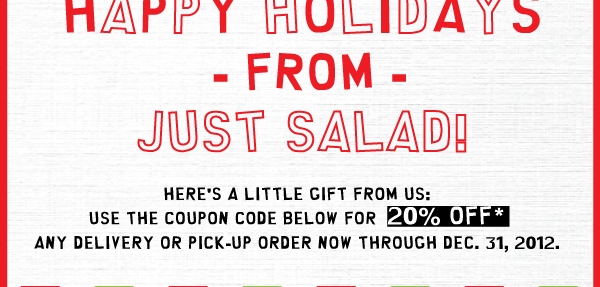 HAPPY HOLIDAYS
- FROM -
JUST SALAD!
HERE'S A LITTLE GIFT FROM US:
USE THE COUPON CODE BELOW FOR 20% OFF*
ANY DELIVERY OR PICK-UP ORDER NOW THROUGH DEC. 31, 2012.